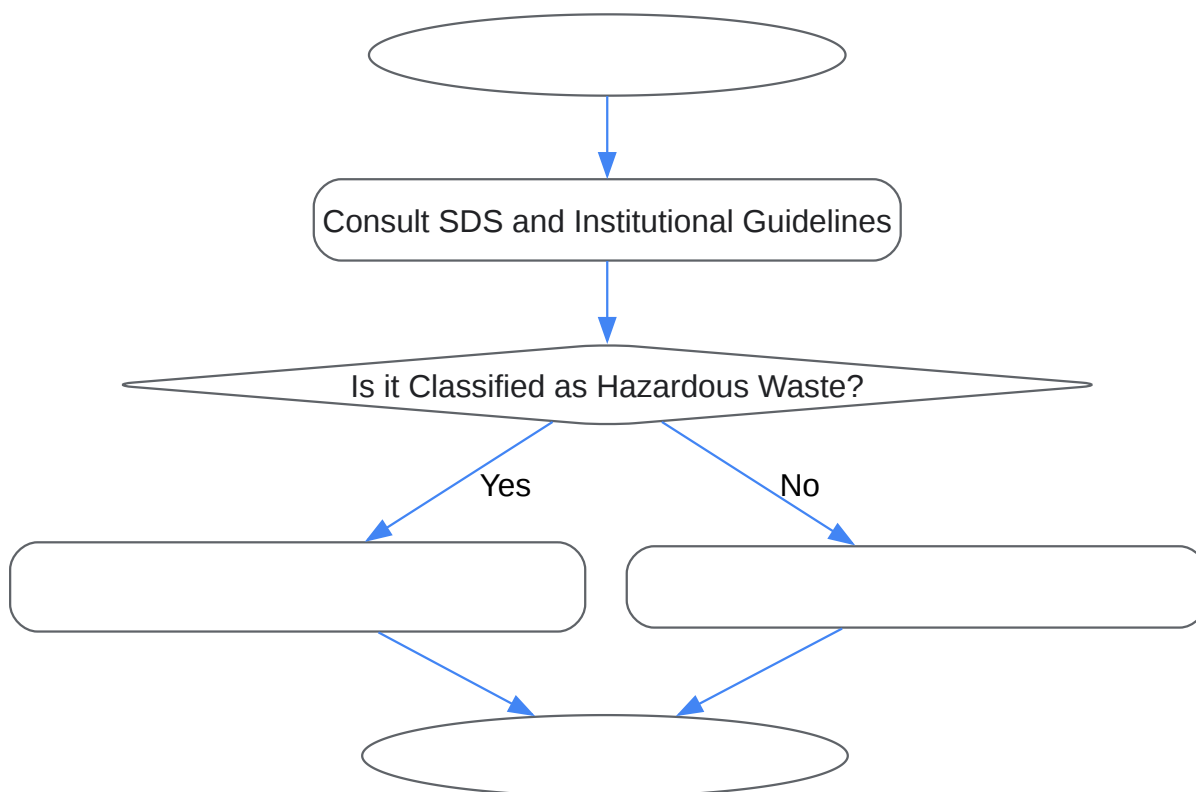 Consult SDS and Institutional Guidelines
Is it Classified as Hazardous Waste?
Yes
No